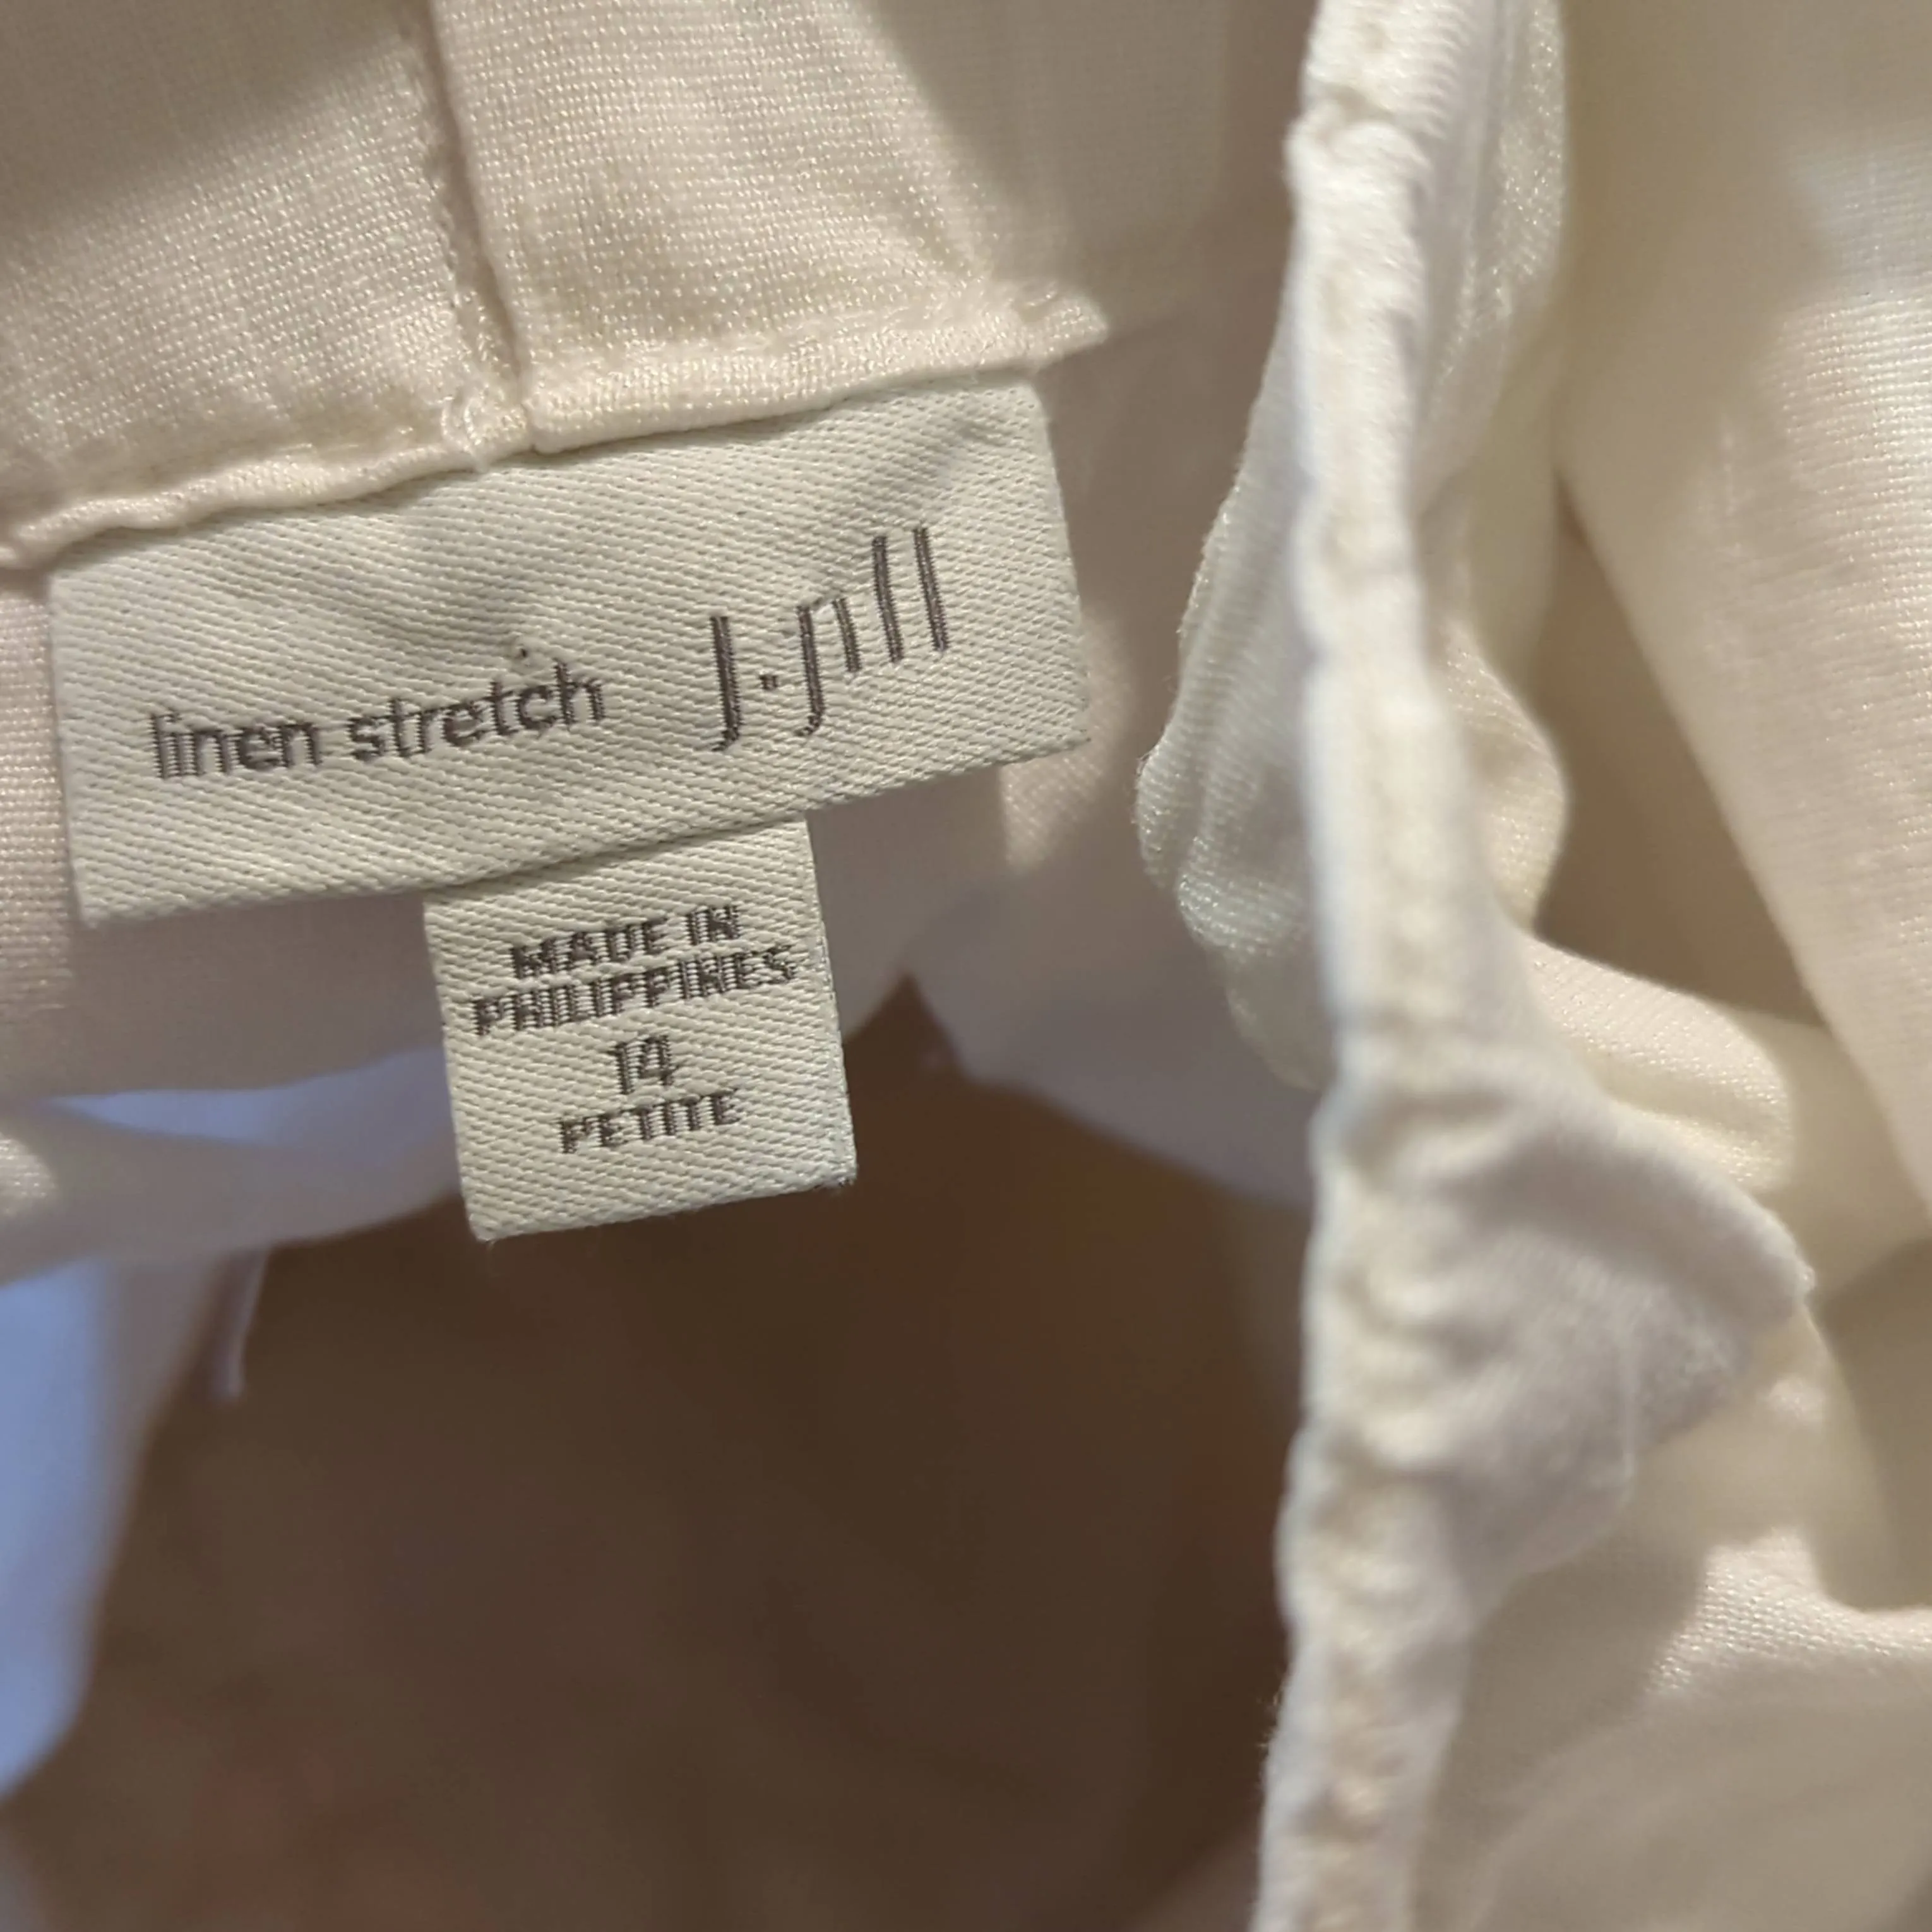 linen stretch J.Jill
MADE IN
PHILIPPINES
14
PETITE